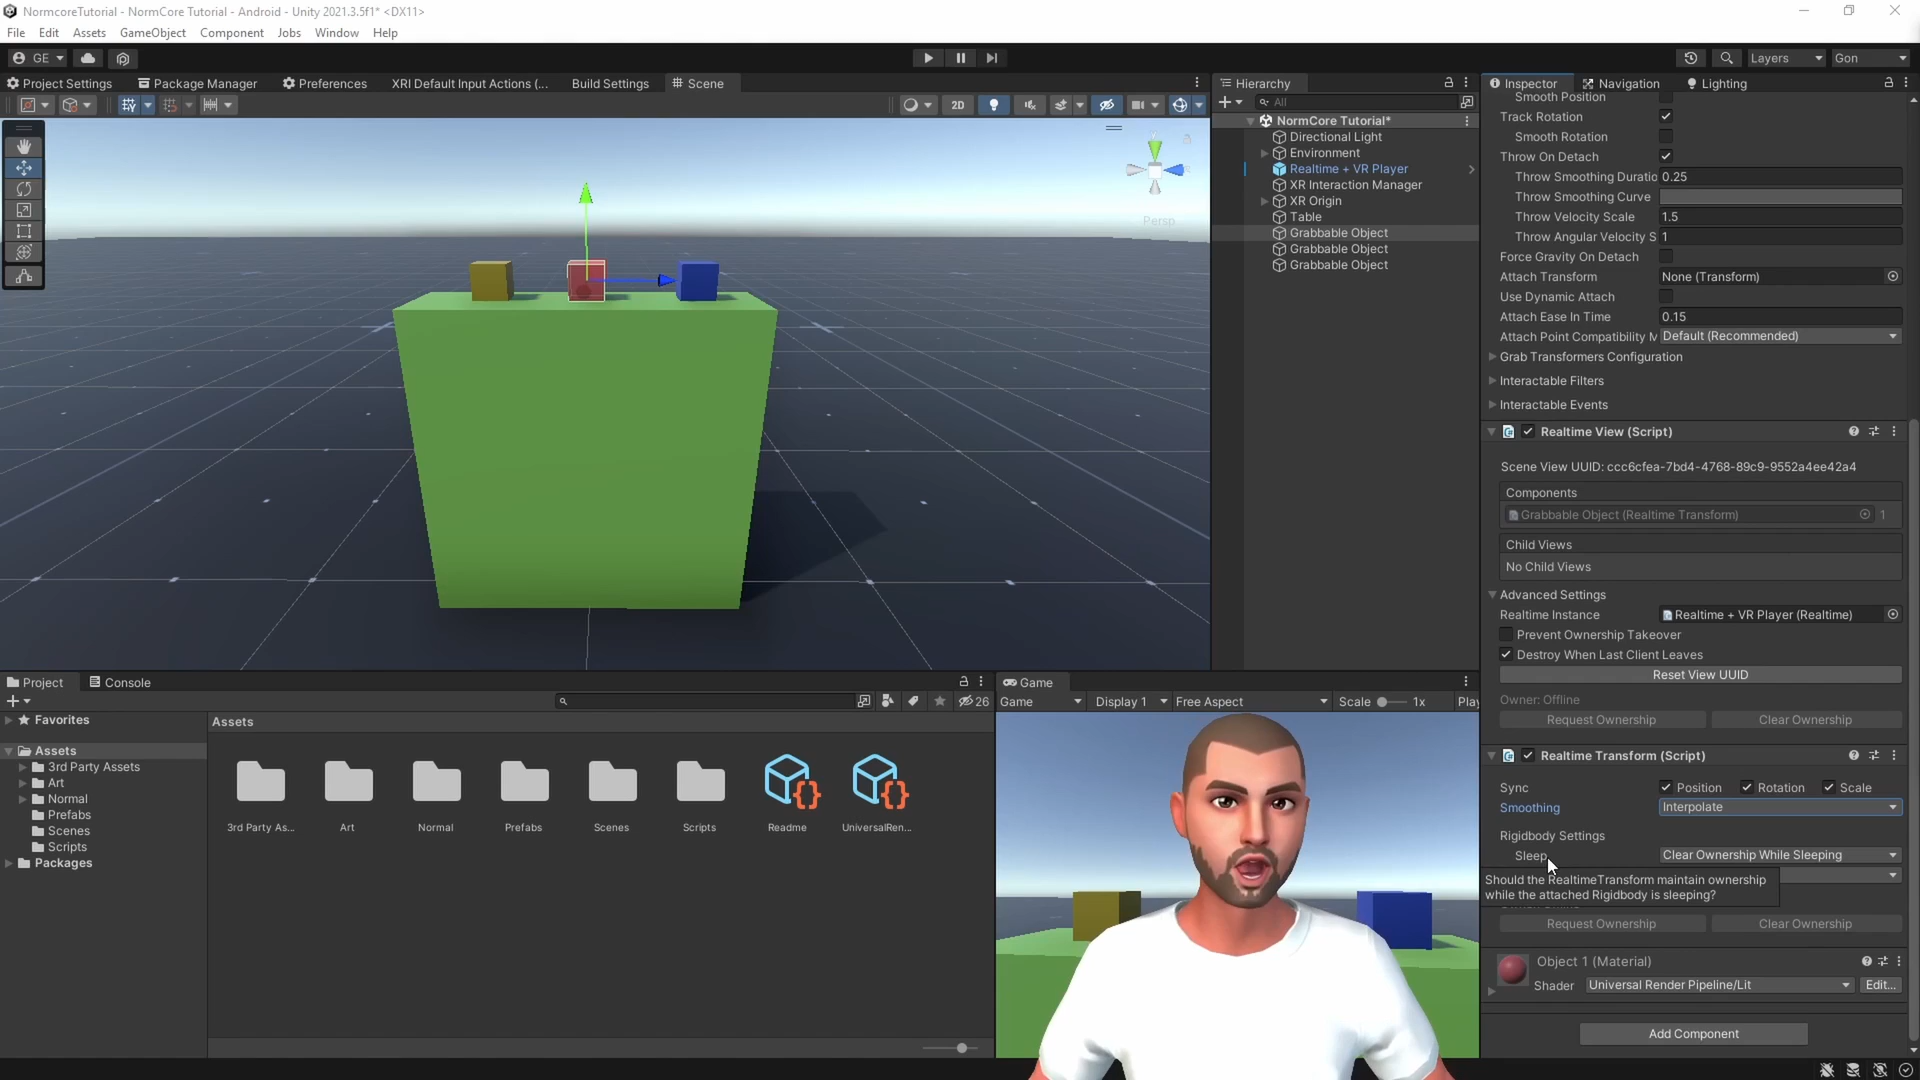 NormcoreTutorial - NormCore Tutorial - Android - Unity 2021.3.5f1* <DX11>
File Edit Assets GameObject Component Jobs Window Help
GE Layers Gon
Project Settings Package Manager Preferences XRI Default Input Actions (... Build Settings Scene
2D
Persp
Hierarchy
All
NormCore Tutorial*
Directional Light
Environment
Realtime + VR Player
XR Interaction Manager
XR Origin
Table
Grabbable Object
Grabbable Object
Grabbable Object
Inspector Navigation Lighting
Smooth Position
Track Rotation
Smooth Rotation
Throw On Detach
Throw Smoothing Duratio 0.25
Throw Smoothing Curve
Throw Velocity Scale 1.5
Throw Angular Velocity S 1
Force Gravity On Detach
Attach Transform None (Transform)
Use Dynamic Attach
Attach Ease In Time 0.15
Attach Point Compatibility M Default (Recommended)
Grab Transformers Configuration
Interactable Filters
Interactable Events
Realtime View (Script)
Scene View UUID: ccc6cfea-7bd4-4768-89c9-9552a4ee42a4
Components
Grabbable Object (Realtime Transform) 1
Child Views
No Child Views
Advanced Settings
Realtime Instance Realtime + VR Player (Realtime)
Prevent Ownership Takeover
Destroy When Last Client Leaves
Reset View UUID
Owner: Offline
Request Ownership Clear Ownership
Realtime Transform (Script)
Sync Position Rotation Scale
Smoothing Interpolate
Rigidbody Settings
Sleep Clear Ownership While Sleeping
Should the RealtimeTransform maintain ownership
while the attached Rigidbody is sleeping?
Request Ownership Clear Ownership
Object 1 (Material)
Shader Universal Render Pipeline/Lit Edit...
Add Component
Project Console
26
Favorites
Assets
3rd Party Assets
Art
Normal
Prefabs
Scenes
Scripts
Packages
Assets
3rd Party As... Art Normal Prefabs Scenes Scripts Readme UniversalRen...
Game
Game Display 1 Free Aspect Scale 1x Play